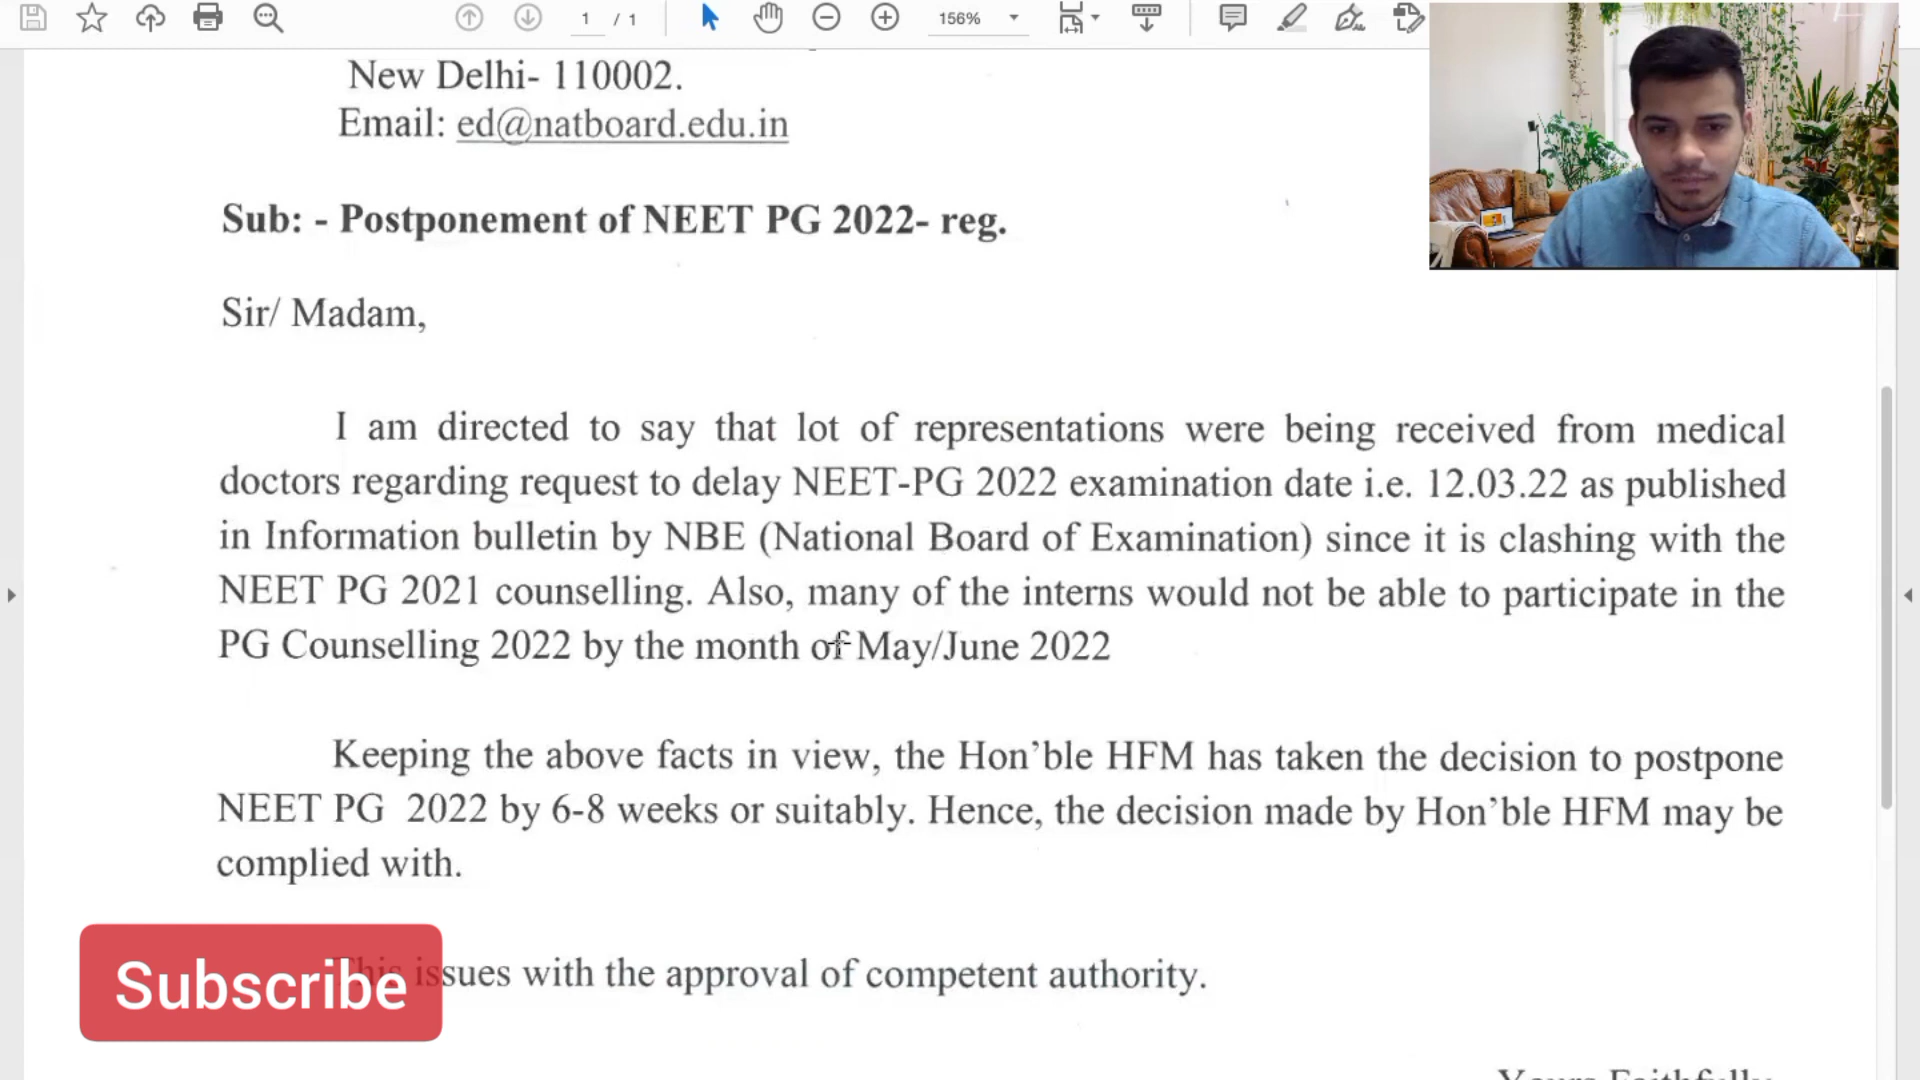 1 / 1
156%
New Delhi- 110002.
Email: ed@natboard.edu.in
Sub: - Postponement of NEET PG 2022- reg.
Sir/ Madam,
I am directed to say that lot of representations were being received from medical
doctors regarding request to delay NEET-PG 2022 examination date i.e. 12.03.22 as published
in Information bulletin by NBE (National Board of Examination) since it is clashing with the
NEET PG 2021 counselling. Also, many of the interns would not be able to participate in the
PG Counselling 2022 by the month of May/June 2022
Keeping the above facts in view, the Hon'ble HFM has taken the decision to postpone
NEET PG 2022 by 6-8 weeks or suitably. Hence, the decision made by Hon'ble HFM may be
complied with.
This issues with the approval of competent authority.
Subscribe
Yours Faithfully